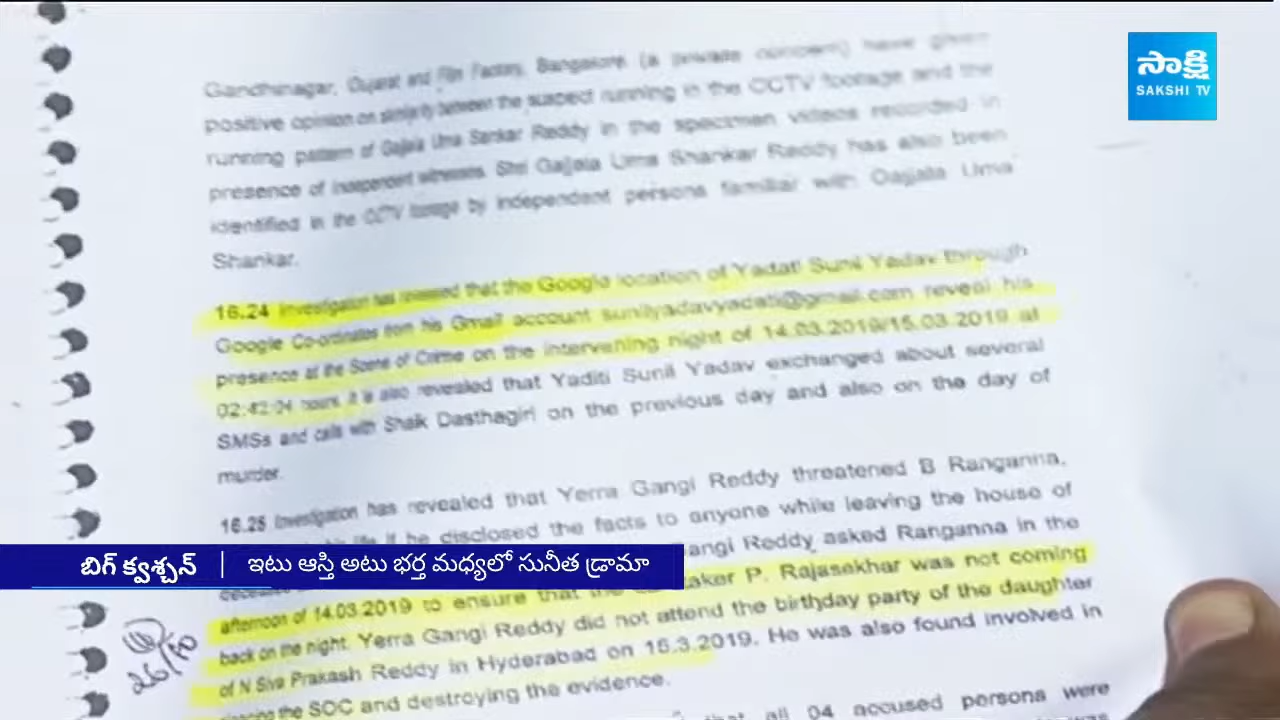 Gandhinagar, Gujarat and Film Factory, Bangalore (a private concern) have given
positive opinion on similarity between the suspect running in the CCTV footage and the
running pattern of Gajjala Uma Sankar Reddy in the specimen videos recorded in
presence of independent witnesses. Shri Gajjala Uma Shankar Reddy has also been
identified in the CCTV footage by independent persons familiar with Gajjala Uma
Shankar.
16.24 Investigation has revealed that the Google location of Yadati Sunil Yadav through
Google Co-ordinates from his Gmail account sunilyadavyadati@gmail.com reveal his
presence at the Scene of Crime on the intervening night of 14.03.2019/15.03.2019 at
02:42:04 hours. It is also revealed that Yaditi Sunil Yadav exchanged about several
SMSs and calls with Shaik Dasthagiri on the previous day and also on the day of
murder.
16.25 Investigation has revealed that Yerra Gangi Reddy threatened B Ranganna,
life if he disclosed the facts to anyone while leaving the house of
Gangi Reddy asked Ranganna in the
afternoon of 14.03.2019 to ensure that the P. Rajasekhar was not coming
back on the night. Yerra Gangi Reddy did not attend the birthday party of the daughter
of N Siva Prakash Reddy in Hyderabad on 15.3.2019. He was also found involved in
the SOC and destroying the evidence.
that all 04 accused persons were
26/10
సాక్షి
SAKSHI TV
బిగ్ క్వశ్చన్ | ఇటు ఆస్తి అటు భర్త మధ్యలో సునీత డ్రామా